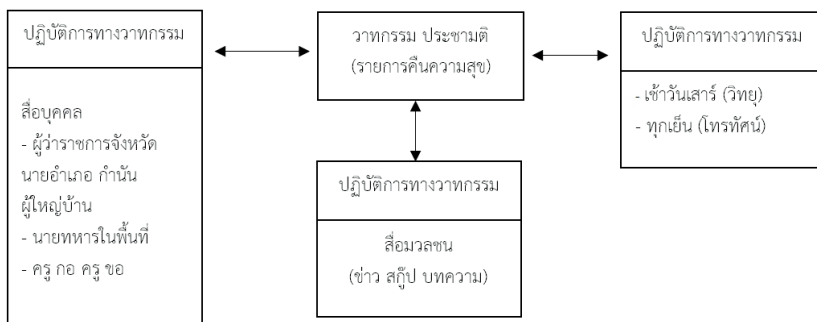 ปฏิบัติการทางวาทกรรม
สื่อบุคคล
- ผู้ว่าราชการจังหวัด
นายอำเภอ กำนัน
ผู้ใหญ่บ้าน
- นายทหารในพื้นที่
- ครู กอ ครู ขอ
วาทกรรม ประชามติ
(รายการคืนความสุข)
ปฏิบัติการทางวาทกรรม
สื่อมวลชน
(ข่าว สกู๊ป บทความ)
ปฏิบัติการทางวาทกรรม
- เช้าวันเสาร์ (วิทยุ)
- ทุกเย็น (โทรทัศน์)